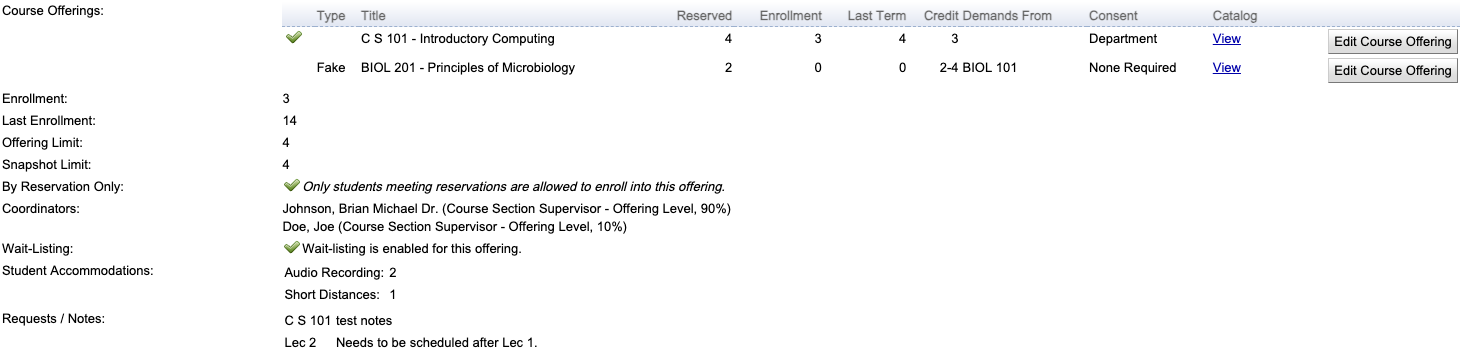 Course Offerings:
Type Title Reserved Enrollment Last Term Credit Demands From Consent Catalog
C S 101 - Introductory Computing 4 3 4 3 Department View Edit Course Offering
Fake BIOL 201 - Principles of Microbiology 2 0 0 2-4 BIOL 101 None Required View Edit Course Offering
Enrollment: 3
Last Enrollment: 14
Offering Limit: 4
Snapshot Limit: 4
By Reservation Only: Only students meeting reservations are allowed to enroll into this offering.
Coordinators: Johnson, Brian Michael Dr. (Course Section Supervisor - Offering Level, 90%)
Doe, Joe (Course Section Supervisor - Offering Level, 10%)
Wait-Listing: Wait-listing is enabled for this offering.
Student Accommodations: Audio Recording: 2
Short Distances: 1
Requests / Notes: C S 101 test notes
Lec 2 Needs to be scheduled after Lec 1.